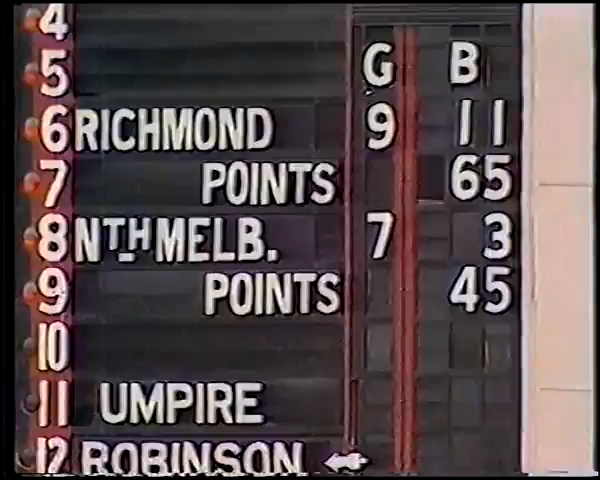 4
5 G B
6 RICHMOND 9 11
7 POINTS 65
8 NTH MELB. 7 3
9 POINTS 45
10
11 UMPIRE
12 ROBINSON